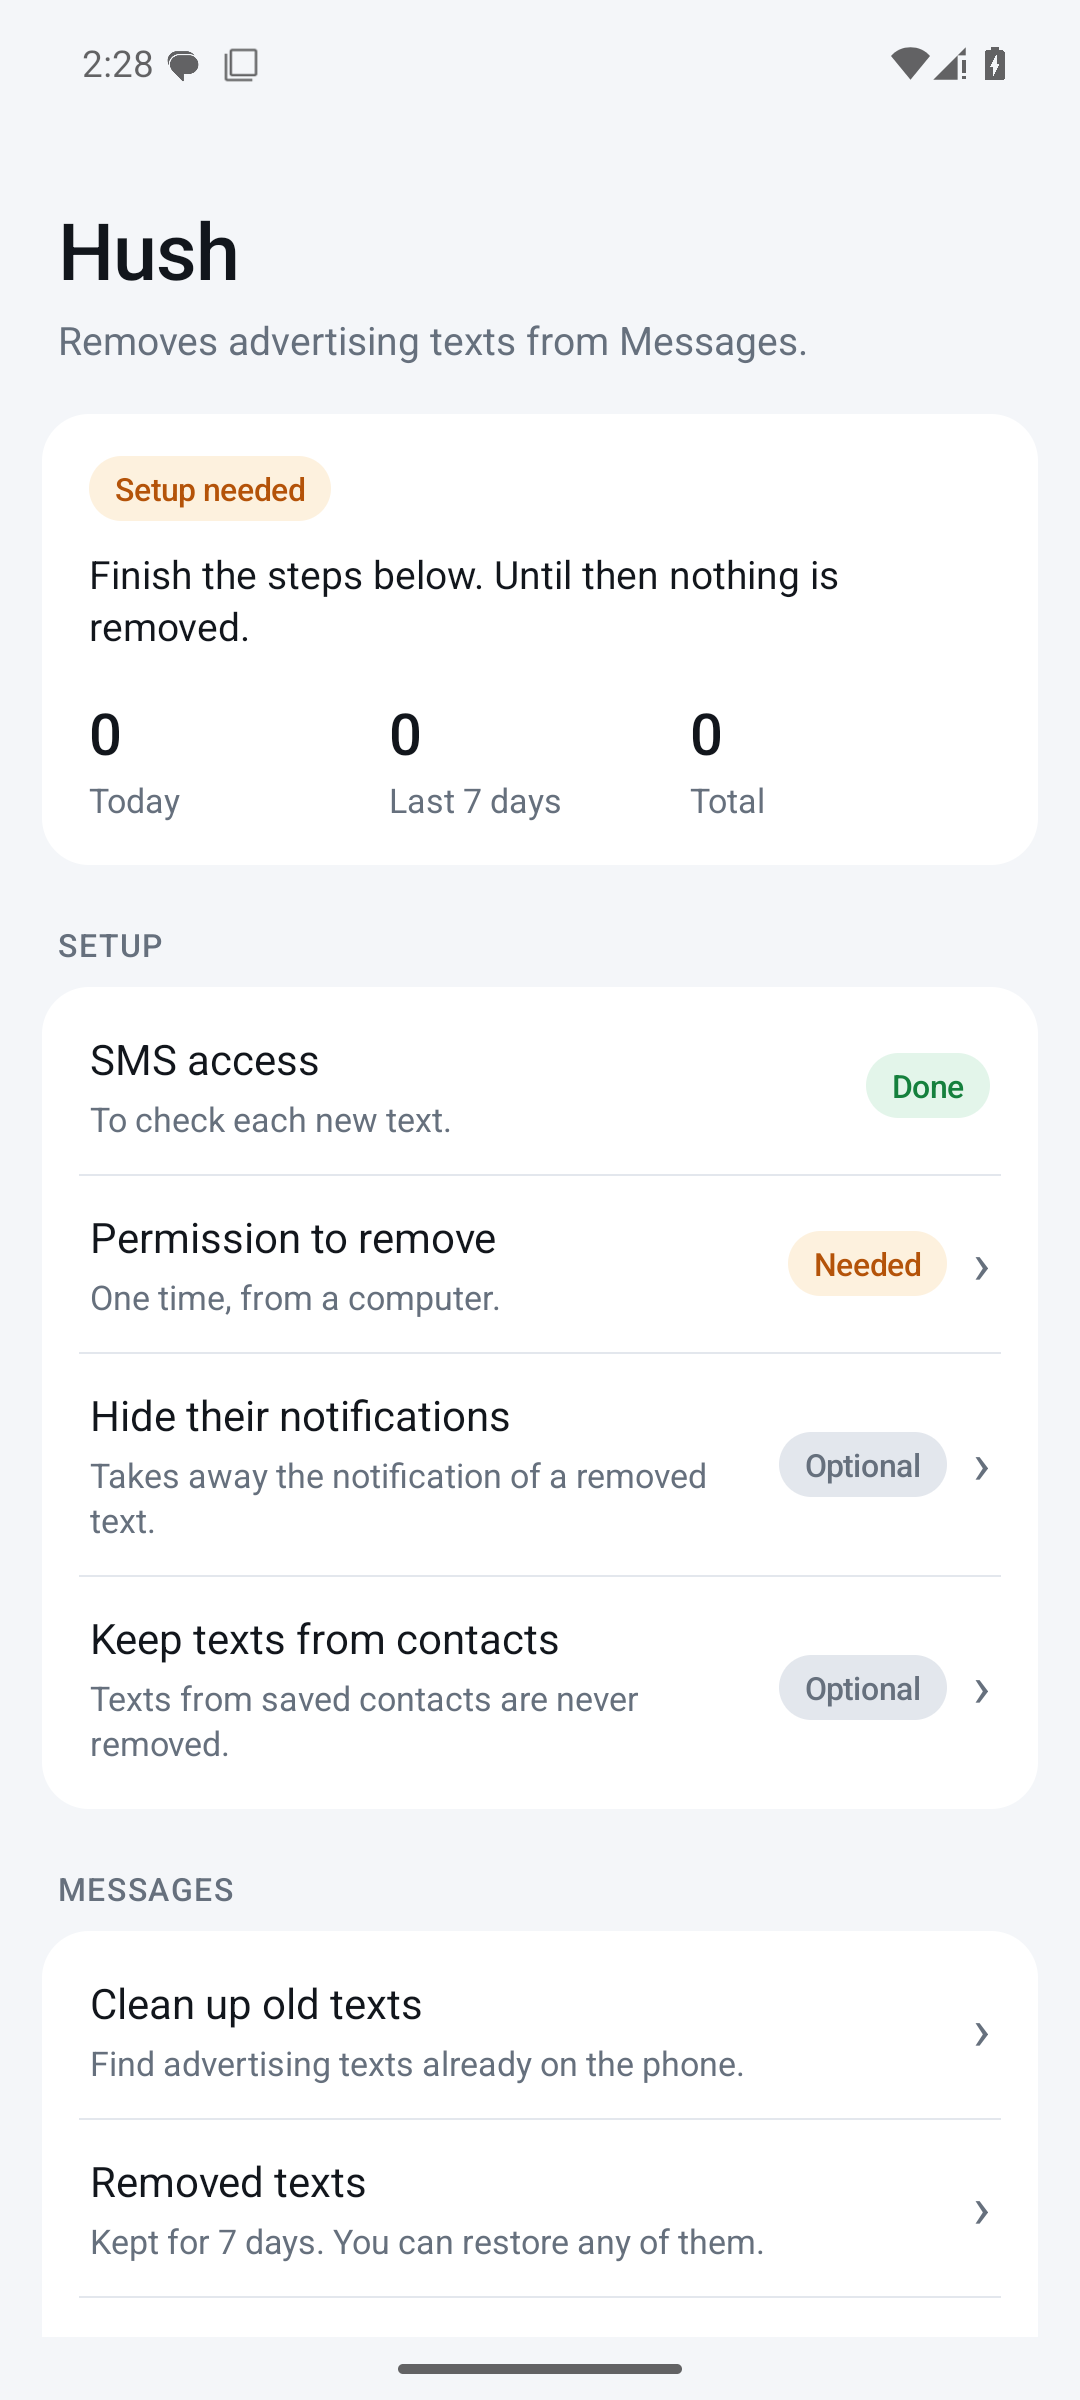 2:28
Hush
Removes advertising texts from Messages.
Setup needed
Finish the steps below. Until then nothing is
removed.
0 0 0
Today Last 7 days Total
SETUP
SMS access
To check each new text.
Done
Permission to remove
One time, from a computer.
Needed
Hide their notifications
Takes away the notification of a removed
text.
Optional
Keep texts from contacts
Texts from saved contacts are never
removed.
Optional
MESSAGES
Clean up old texts
Find advertising texts already on the phone.
Removed texts
Kept for 7 days. You can restore any of them.